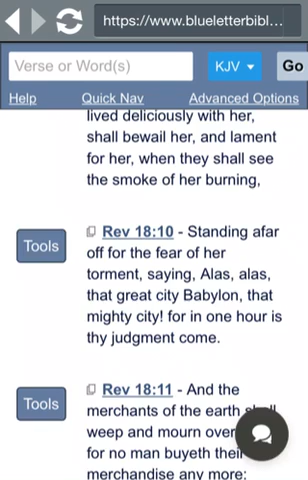 https://www.blueletterbibl...
Verse or Word(s)
KJV
Go
Help
Quick Nav
Advanced Options
lived deliciously with her,
shall bewail her, and lament
for her, when they shall see
the smoke of her burning,
Tools
Rev 18:10 - Standing afar
off for the fear of her
torment, saying, Alas, alas,
that great city Babylon, that
mighty city! for in one hour is
thy judgment come.
Tools
Rev 18:11 - And the
merchants of the earth shall
weep and mourn over
for no man buyeth their
merchandise any more: